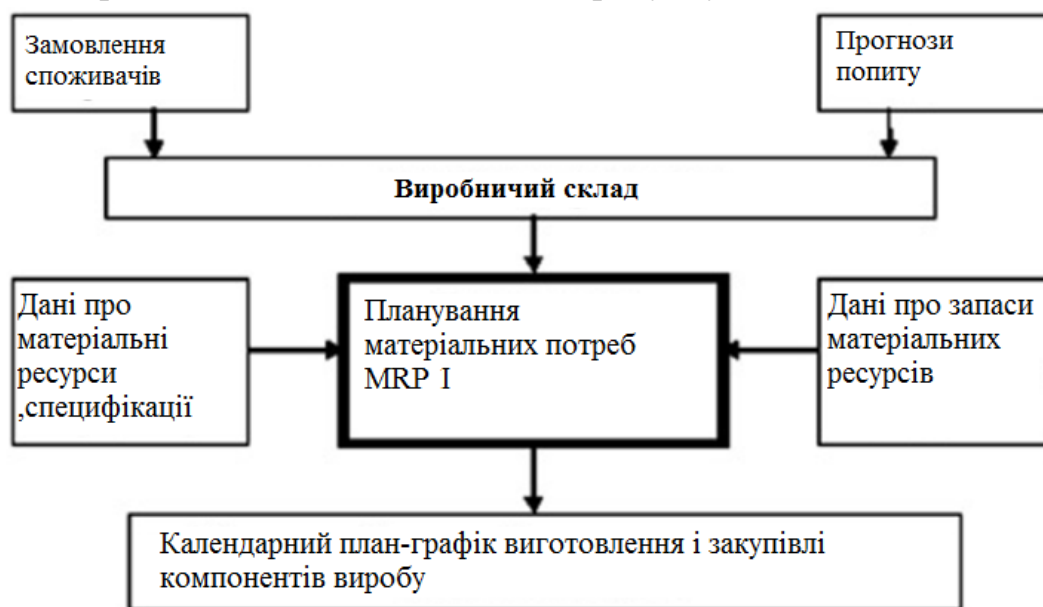 Замовлення
споживачів
Прогнози
попиту
Виробничий склад
Дані про
матеріальні
ресурси
,специфікації
Планування
матеріальних потреб
MRP I
Дані про запаси
матеріальних
ресурсів
Календарний план-графік виготовлення і закупівлі
компонентів виробу